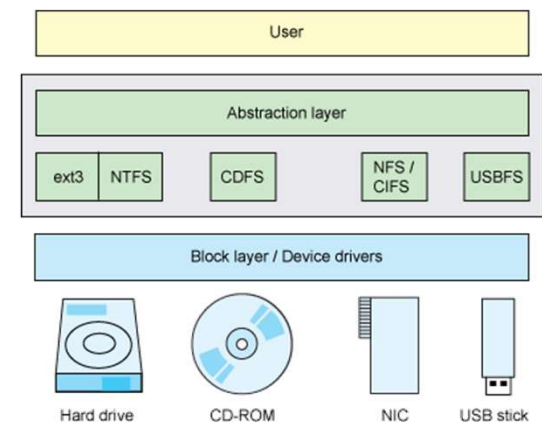 User
Abstraction layer
ext3 NTFS CDFS NFS / CIFS USBFS
Block layer / Device drivers
Hard drive CD-ROM NIC USB stick